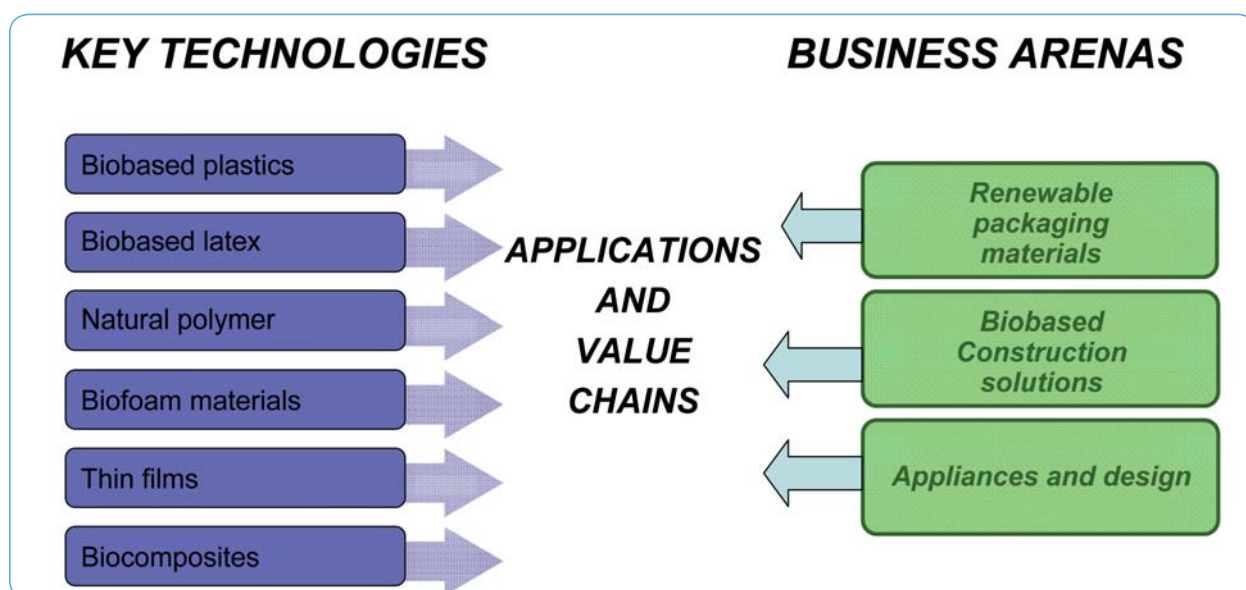 KEY TECHNOLOGIES
Biobased plastics
Biobased latex
Natural polymer
Biofoam materials
Thin films
Biocomposites
APPLICATIONS
AND
VALUE
CHAINS
BUSINESS ARENAS
Renewable
packaging
materials
Biobased
Construction
solutions
Appliances and design